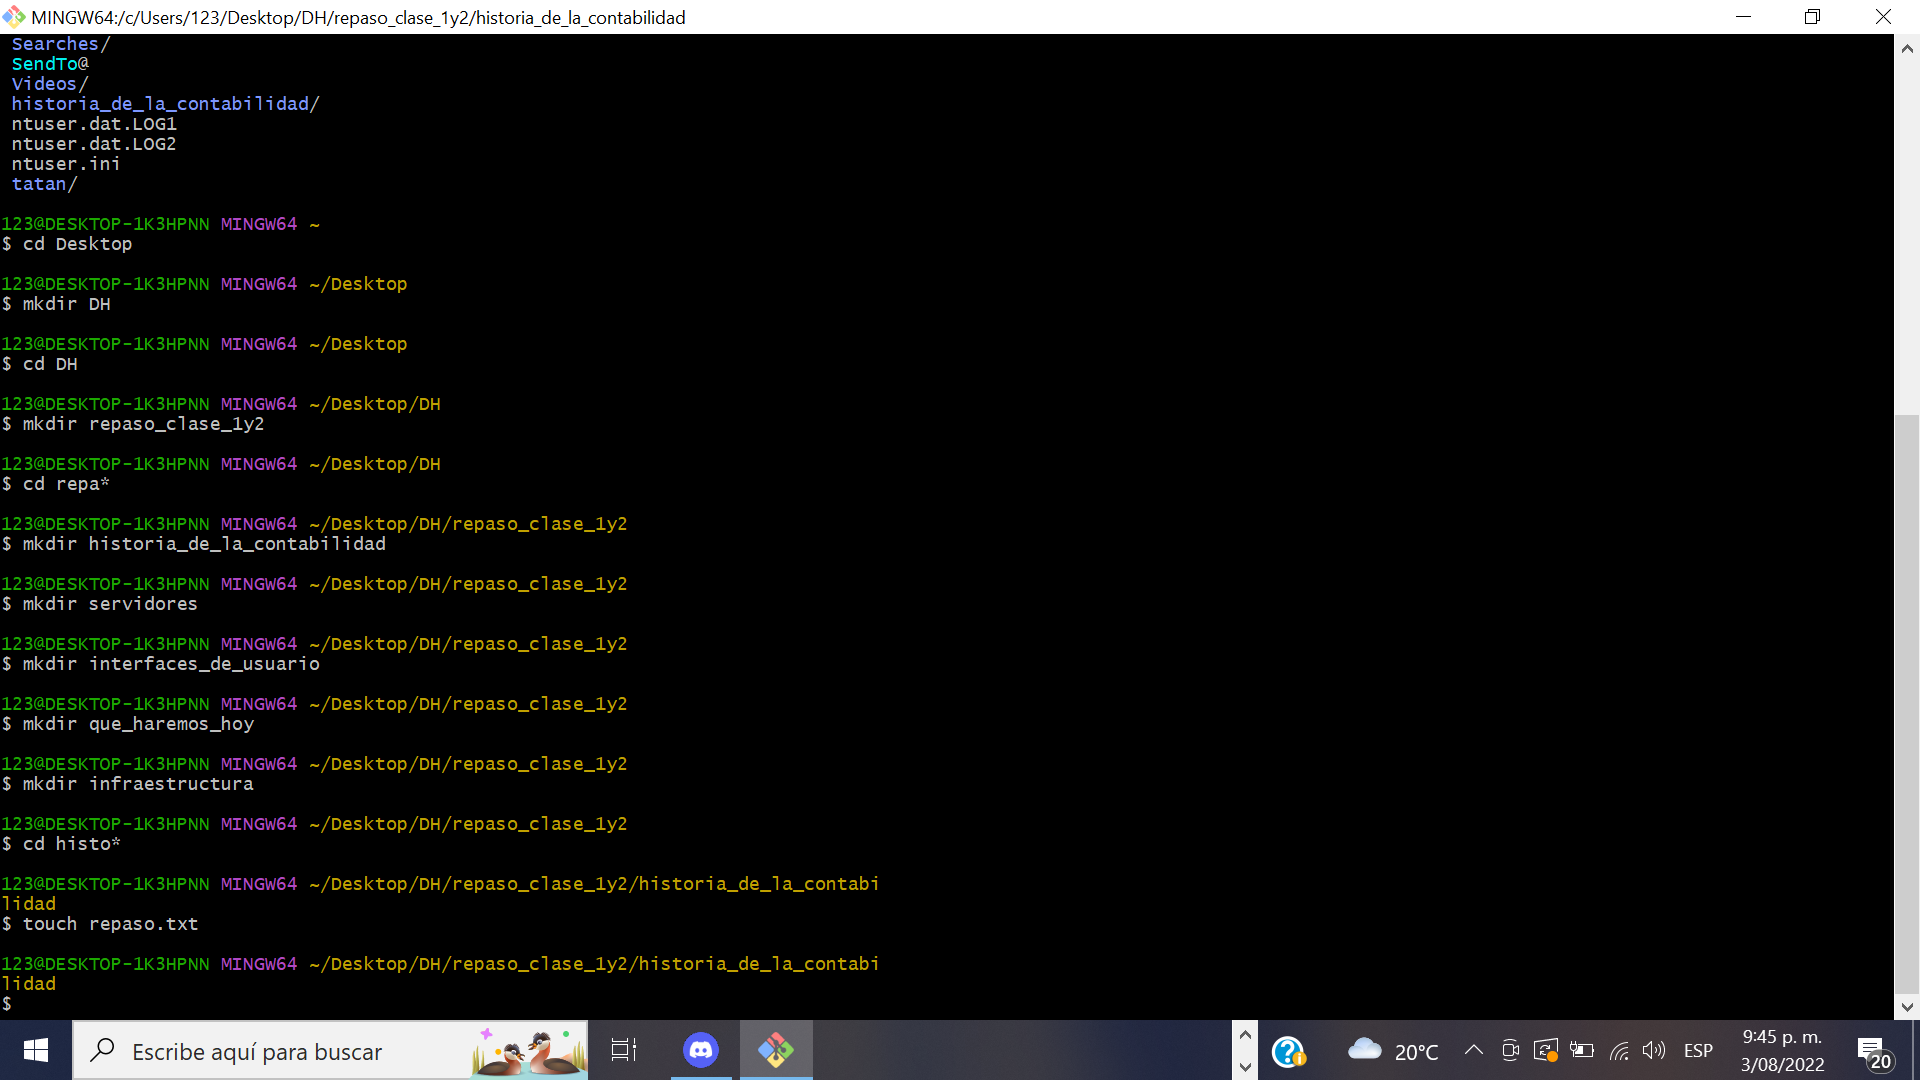 MINGW64:/c/Users/123/Desktop/DH/repaso_clase_1y2/historia_de_la_contabilidad
Searches/
SendTo@
Videos/
historia_de_la_contabilidad/
ntuser.dat.LOG1
ntuser.dat.LOG2
ntuser.ini
tatan/
123@DESKTOP-1K3HPNN MINGW64 ~
$ cd Desktop
123@DESKTOP-1K3HPNN MINGW64 ~/Desktop
$ mkdir DH
123@DESKTOP-1K3HPNN MINGW64 ~/Desktop
$ cd DH
123@DESKTOP-1K3HPNN MINGW64 ~/Desktop/DH
$ mkdir repaso_clase_1y2
123@DESKTOP-1K3HPNN MINGW64 ~/Desktop/DH
$ cd repa*
123@DESKTOP-1K3HPNN MINGW64 ~/Desktop/DH/repaso_clase_1y2
$ mkdir historia_de_la_contabilidad
123@DESKTOP-1K3HPNN MINGW64 ~/Desktop/DH/repaso_clase_1y2
$ mkdir servidores
123@DESKTOP-1K3HPNN MINGW64 ~/Desktop/DH/repaso_clase_1y2
$ mkdir interfaces_de_usuario
123@DESKTOP-1K3HPNN MINGW64 ~/Desktop/DH/repaso_clase_1y2
$ mkdir que_haremos_hoy
123@DESKTOP-1K3HPNN MINGW64 ~/Desktop/DH/repaso_clase_1y2
$ mkdir infraestructura
123@DESKTOP-1K3HPNN MINGW64 ~/Desktop/DH/repaso_clase_1y2
$ cd histo*
123@DESKTOP-1K3HPNN MINGW64 ~/Desktop/DH/repaso_clase_1y2/historia_de_la_contabi
lidad
$ touch repaso.txt
123@DESKTOP-1K3HPNN MINGW64 ~/Desktop/DH/repaso_clase_1y2/historia_de_la_contabi
lidad
$
Escribe aquí para buscar
20°C
ESP
9:45 p. m.
3/08/2022
20